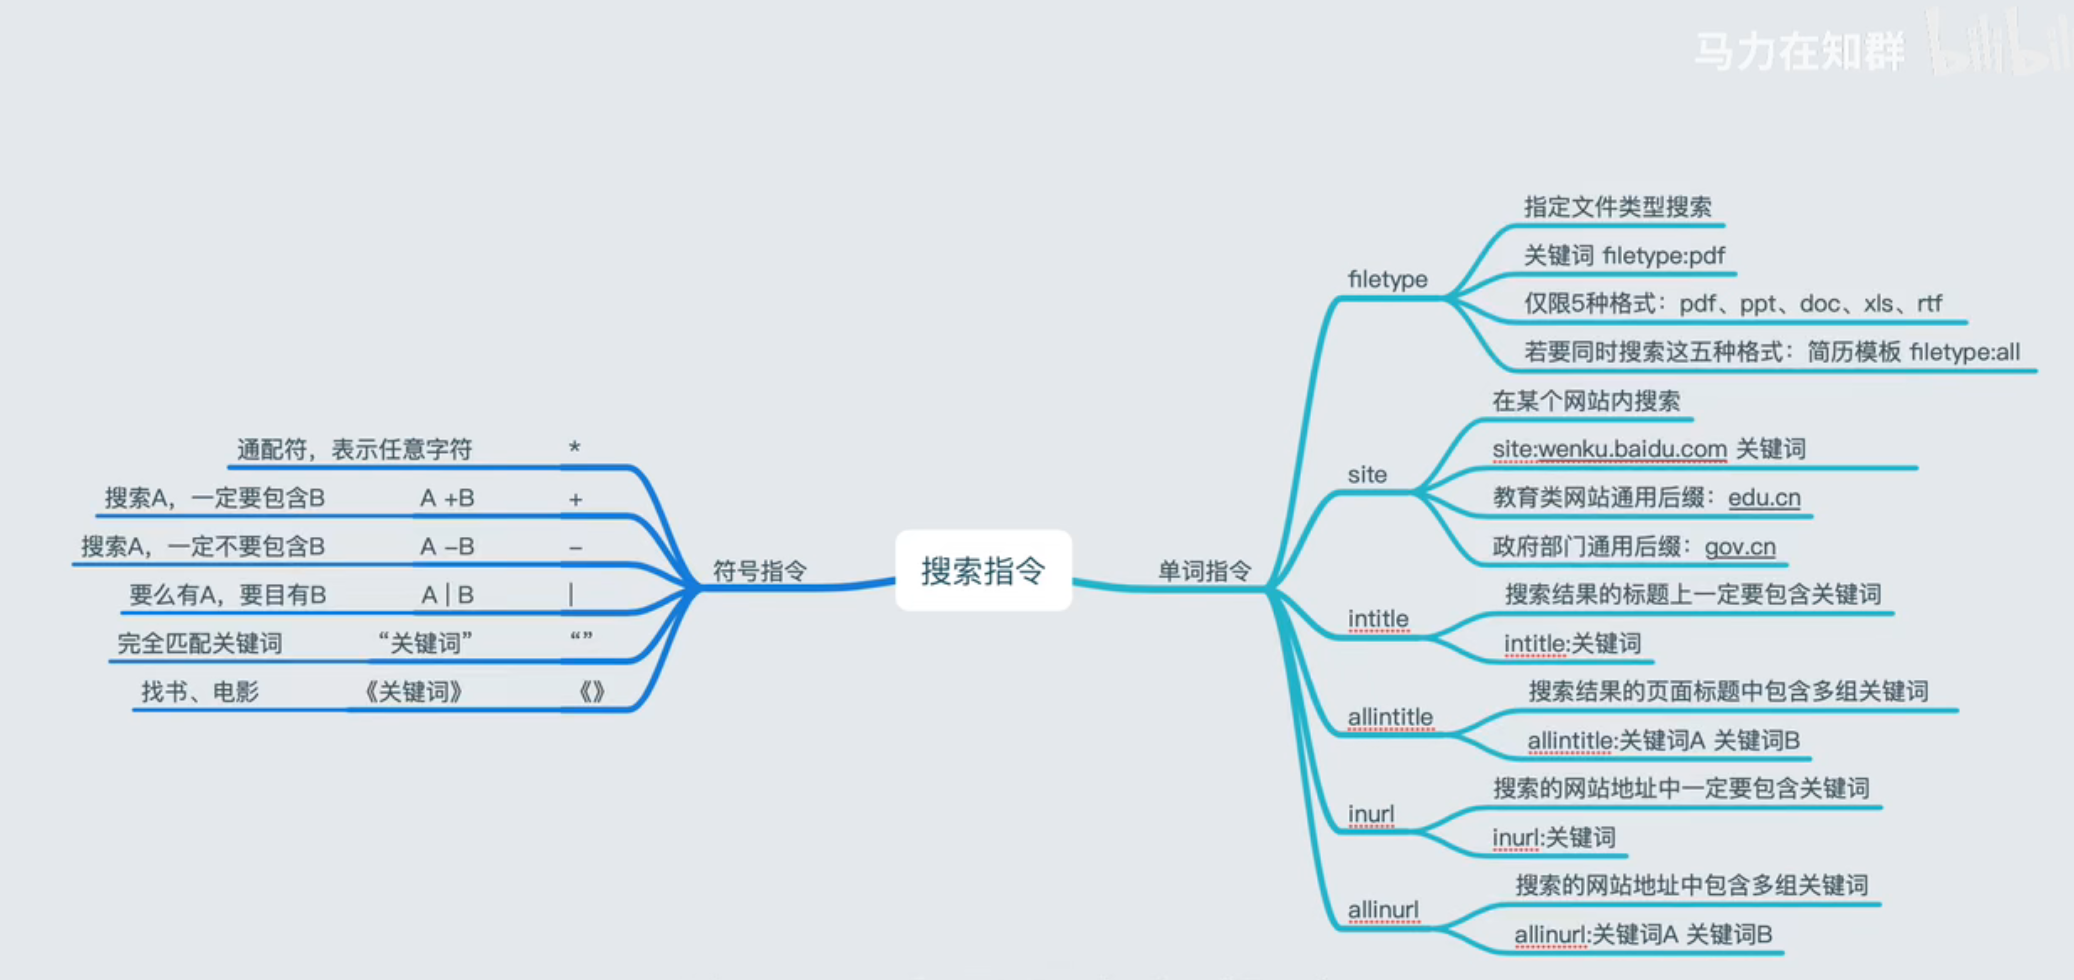 马力在知群 bilibili
搜索指令
符号指令
通配符，表示任意字符 *
搜索A，一定要包含B A +B +
搜索A，一定不要包含B A -B -
要么有A，要目有B A | B |
完全匹配关键词 “关键词” “”
找书、电影 《关键词》 《》
单词指令
filetype
指定文件类型搜索
关键词 filetype:pdf
仅限5种格式：pdf、ppt、doc、xls、rtf
若要同时搜索这五种格式：简历模板 filetype:all
site
在某个网站内搜索
site:wenku.baidu.com 关键词
教育类网站通用后缀：edu.cn
政府部门通用后缀：gov.cn
intitle
搜索结果的标题上一定要包含关键词
intitle:关键词
allintitle
搜索结果的页面标题中包含多组关键词
allintitle:关键词A 关键词B
inurl
搜索的网站地址中一定要包含关键词
inurl:关键词
allinurl
搜索的网站地址中包含多组关键词
allinurl:关键词A 关键词B